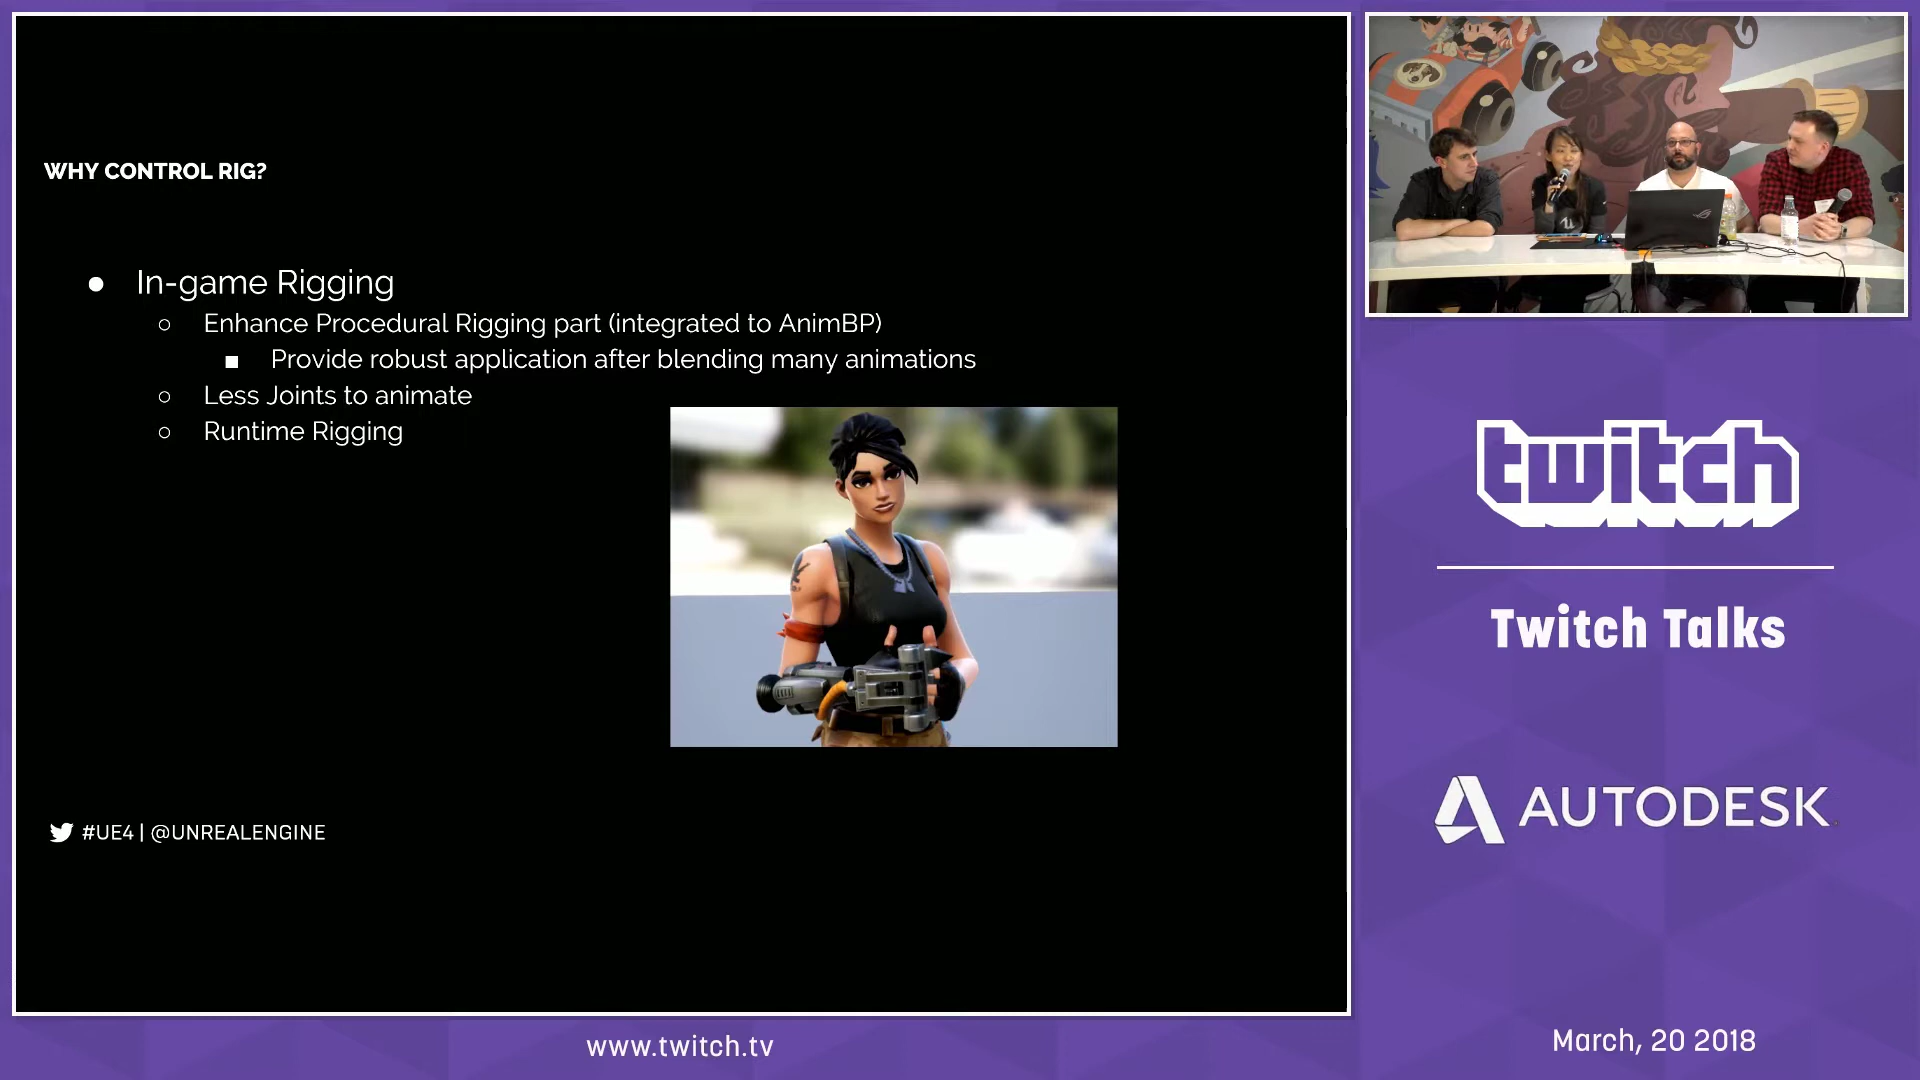 WHY CONTROL RIG?
● In-game Rigging
○ Enhance Procedural Rigging part (integrated to AnimBP)
■ Provide robust application after blending many animations
○ Less Joints to animate
○ Runtime Rigging
#UE4 | @UNREALENGINE
twitch
Twitch Talks
AUTODESK
www.twitch.tv
March, 20 2018